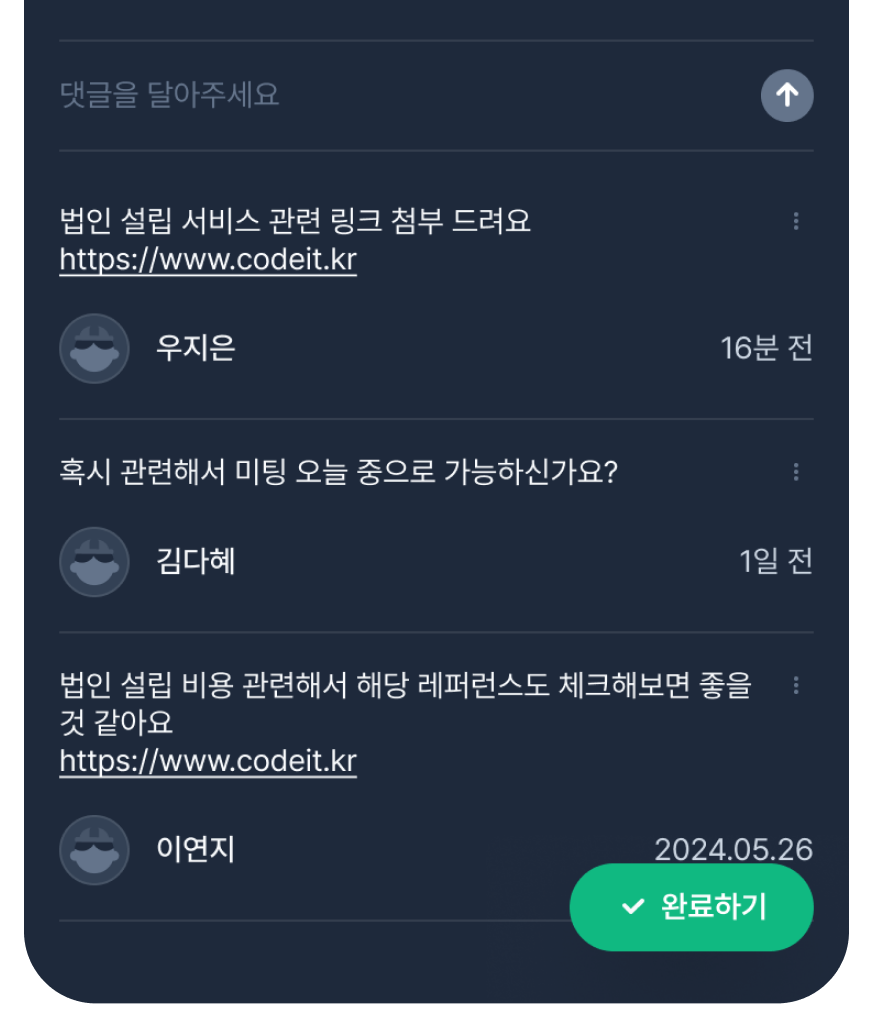 댓글을 달아주세요
법인 설립 서비스 관련 링크 첨부 드려요
https://www.codeit.kr
우지은
16분 전
혹시 관련해서 미팅 오늘 중으로 가능하신가요?
김다혜
1일 전
법인 설립 비용 관련해서 해당 레퍼런스도 체크해보면 좋을
것 같아요
https://www.codeit.kr
이연지
2024.05.26
완료하기